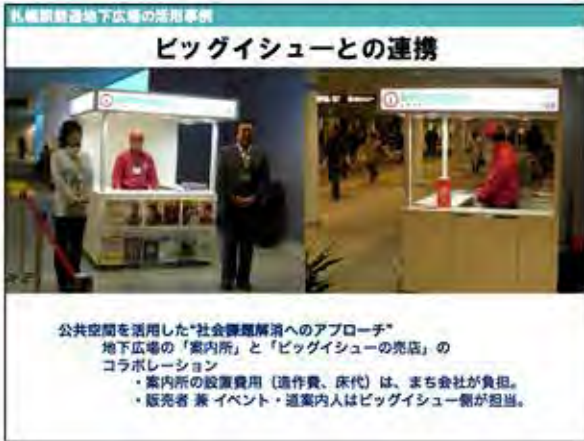 札幌駅前通地下広場の活用事例
ビッグイシューとの連携
公共空間を活用した“社会課題解消へのアプローチ”
地下広場の「案内所」と「ビッグイシューの売店」の
コラボレーション
・案内所の設置費用（造作費、床代）は、まち会社が負担。
・販売者 兼 イベント・道案内人はビッグイシュー側が担当。